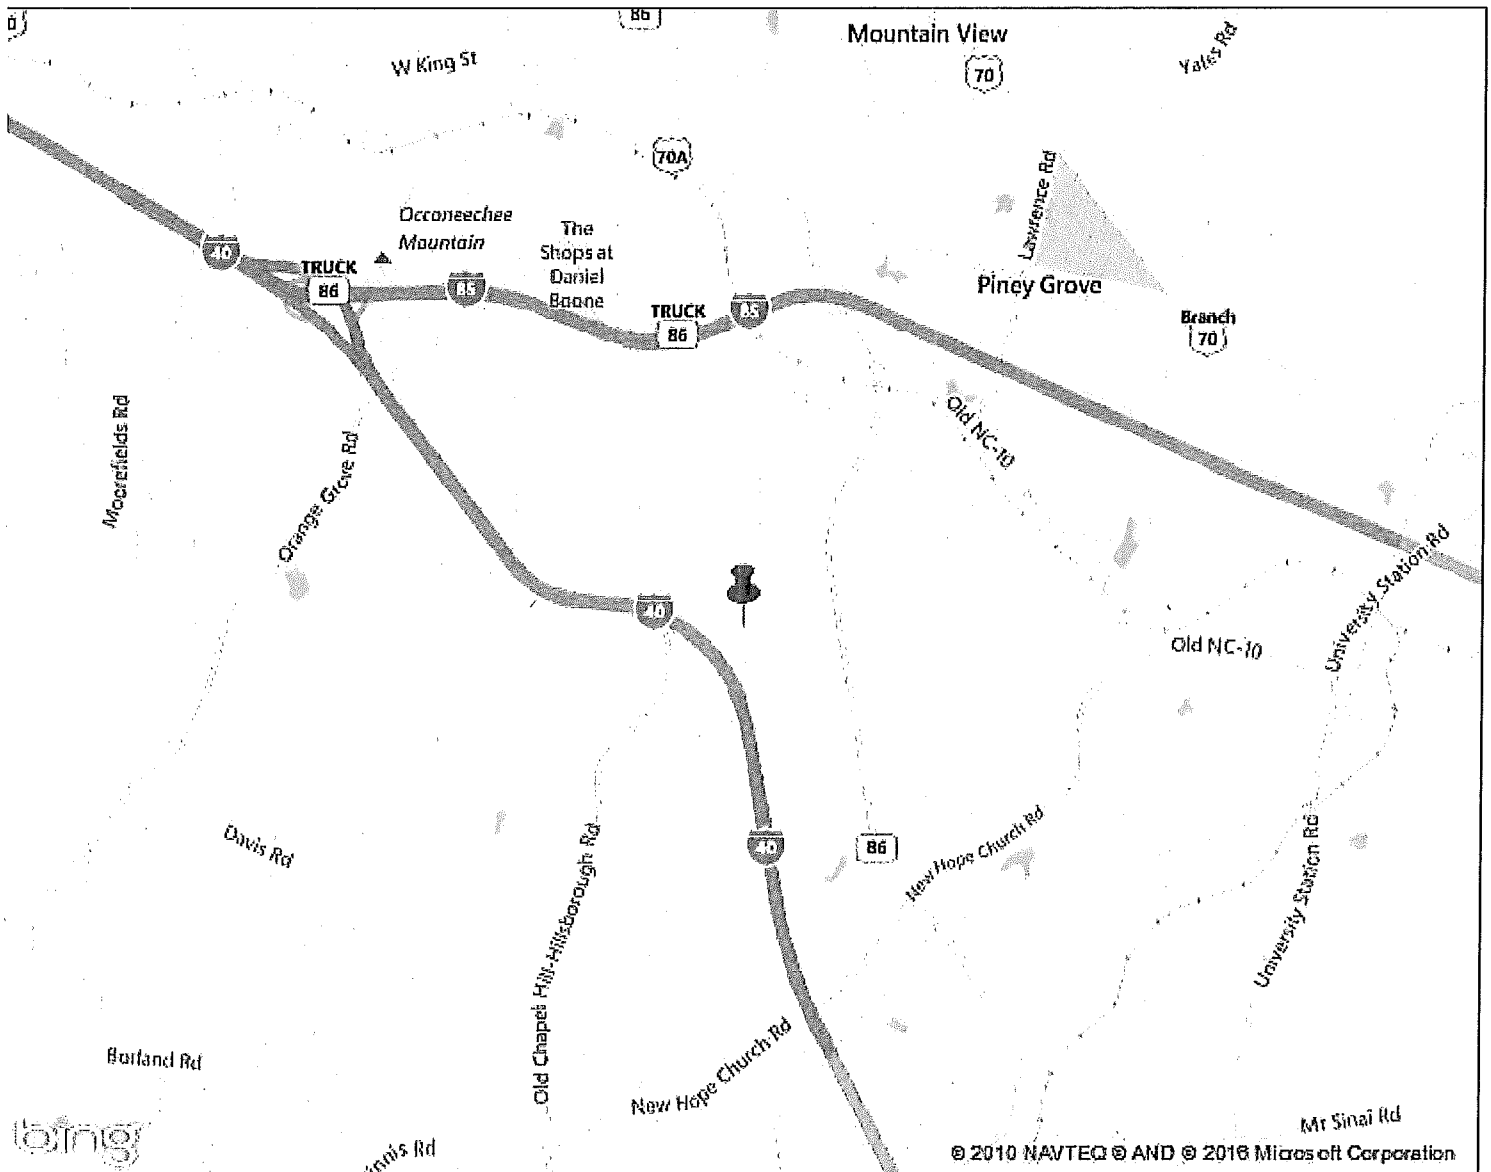 86
Mountain View
70
Yates Rd
W King St
70A
Lawrence Rd
Occoneechee
Mountain
The
Shops at
Daniel
Boone
40
TRUCK
86
85
TRUCK
86
85
Piney Grove
Branch
70
Moorefields Rd
Orange Grove Rd
Old NC-10
University Station Rd
40
Old NC-10
Davis Rd
Old Chapel Hill-Hillsborough Rd
40
86
New Hope Church Rd
University Station Rd
Borland Rd
New Hope Church Rd
Mt Sinai Rd
bing
nnis Rd
© 2010 NAVTEQ © AND © 2016 Microsoft Corporation